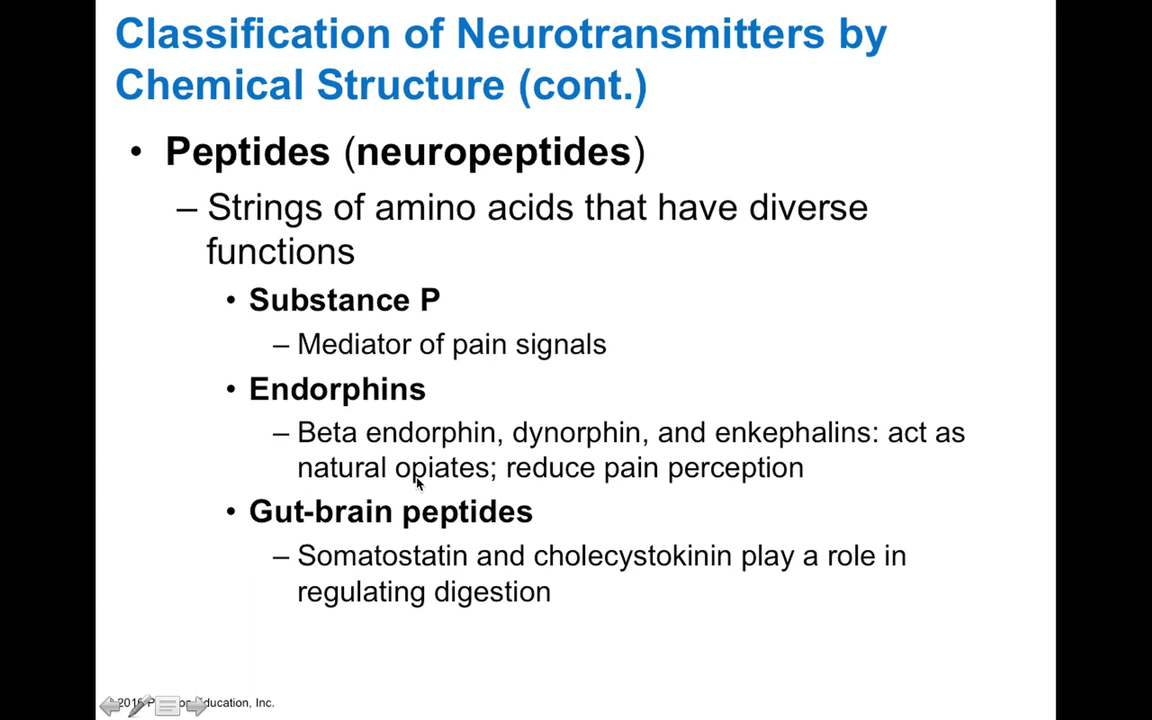 Classification of Neurotransmitters by
Chemical Structure (cont.)
• Peptides (neuropeptides)
– Strings of amino acids that have diverse
functions
• Substance P
– Mediator of pain signals
• Endorphins
– Beta endorphin, dynorphin, and enkephalins: act as
natural opiates; reduce pain perception
• Gut-brain peptides
– Somatostatin and cholecystokinin play a role in
regulating digestion
Inc.